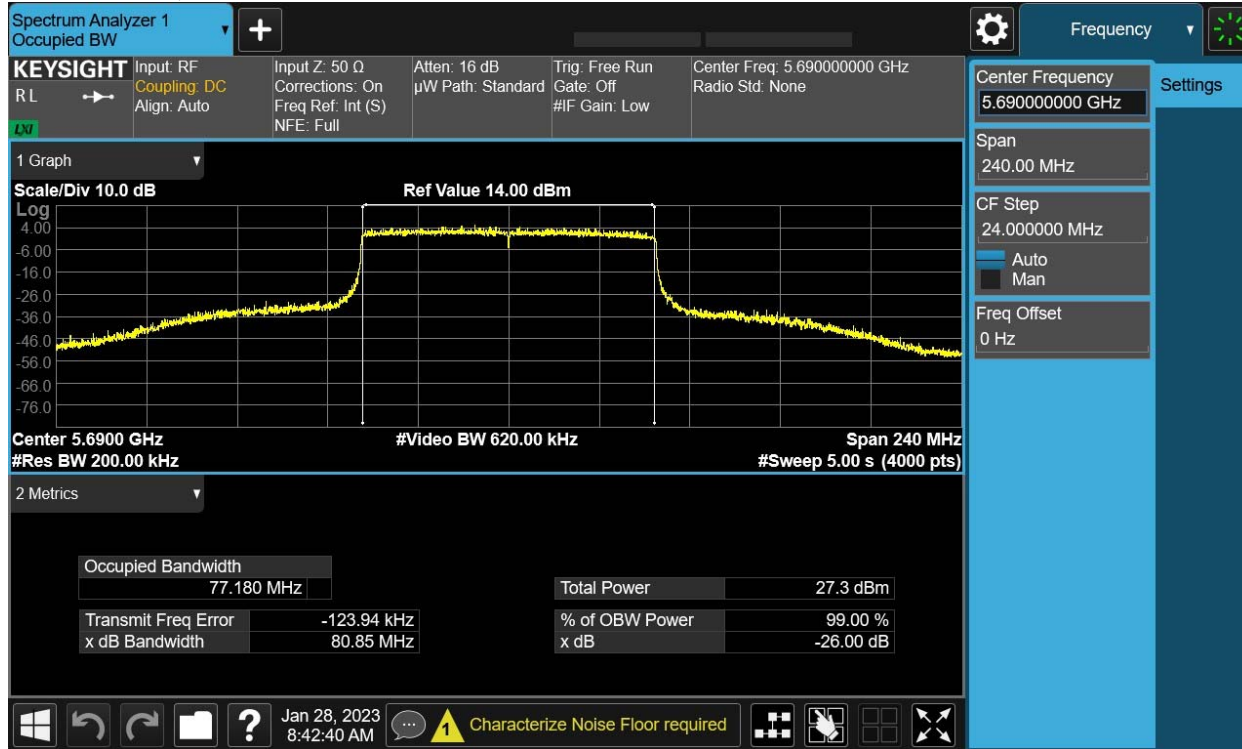 Spectrum Analyzer 1
Occupied BW
+
Frequency
KEYSIGHT
RL
LXI
Input: RF
Coupling: DC
Align: Auto
Input Z: 50 Ω
Corrections: On
Freq Ref: Int (S)
NFE: Full
Atten: 16 dB
µW Path: Standard
Trig: Free Run
Gate: Off
#IF Gain: Low
Center Freq: 5.690000000 GHz
Radio Std: None
Center Frequency
5.690000000 GHz
Settings
Span
240.00 MHz
CF Step
24.000000 MHz
Auto
Man
Freq Offset
0 Hz
1 Graph
Scale/Div 10.0 dB
Ref Value 14.00 dBm
Log
4.00
-6.00
-16.0
-26.0
-36.0
-46.0
-56.0
-66.0
-76.0
Center 5.6900 GHz
#Video BW 620.00 kHz
Span 240 MHz
#Res BW 200.00 kHz
#Sweep 5.00 s (4000 pts)
2 Metrics
Occupied Bandwidth
77.180 MHz
Total Power 27.3 dBm
Transmit Freq Error -123.94 kHz
% of OBW Power 99.00 %
x dB Bandwidth 80.85 MHz
x dB -26.00 dB
?
Jan 28, 2023
8:42:40 AM
1
Characterize Noise Floor required